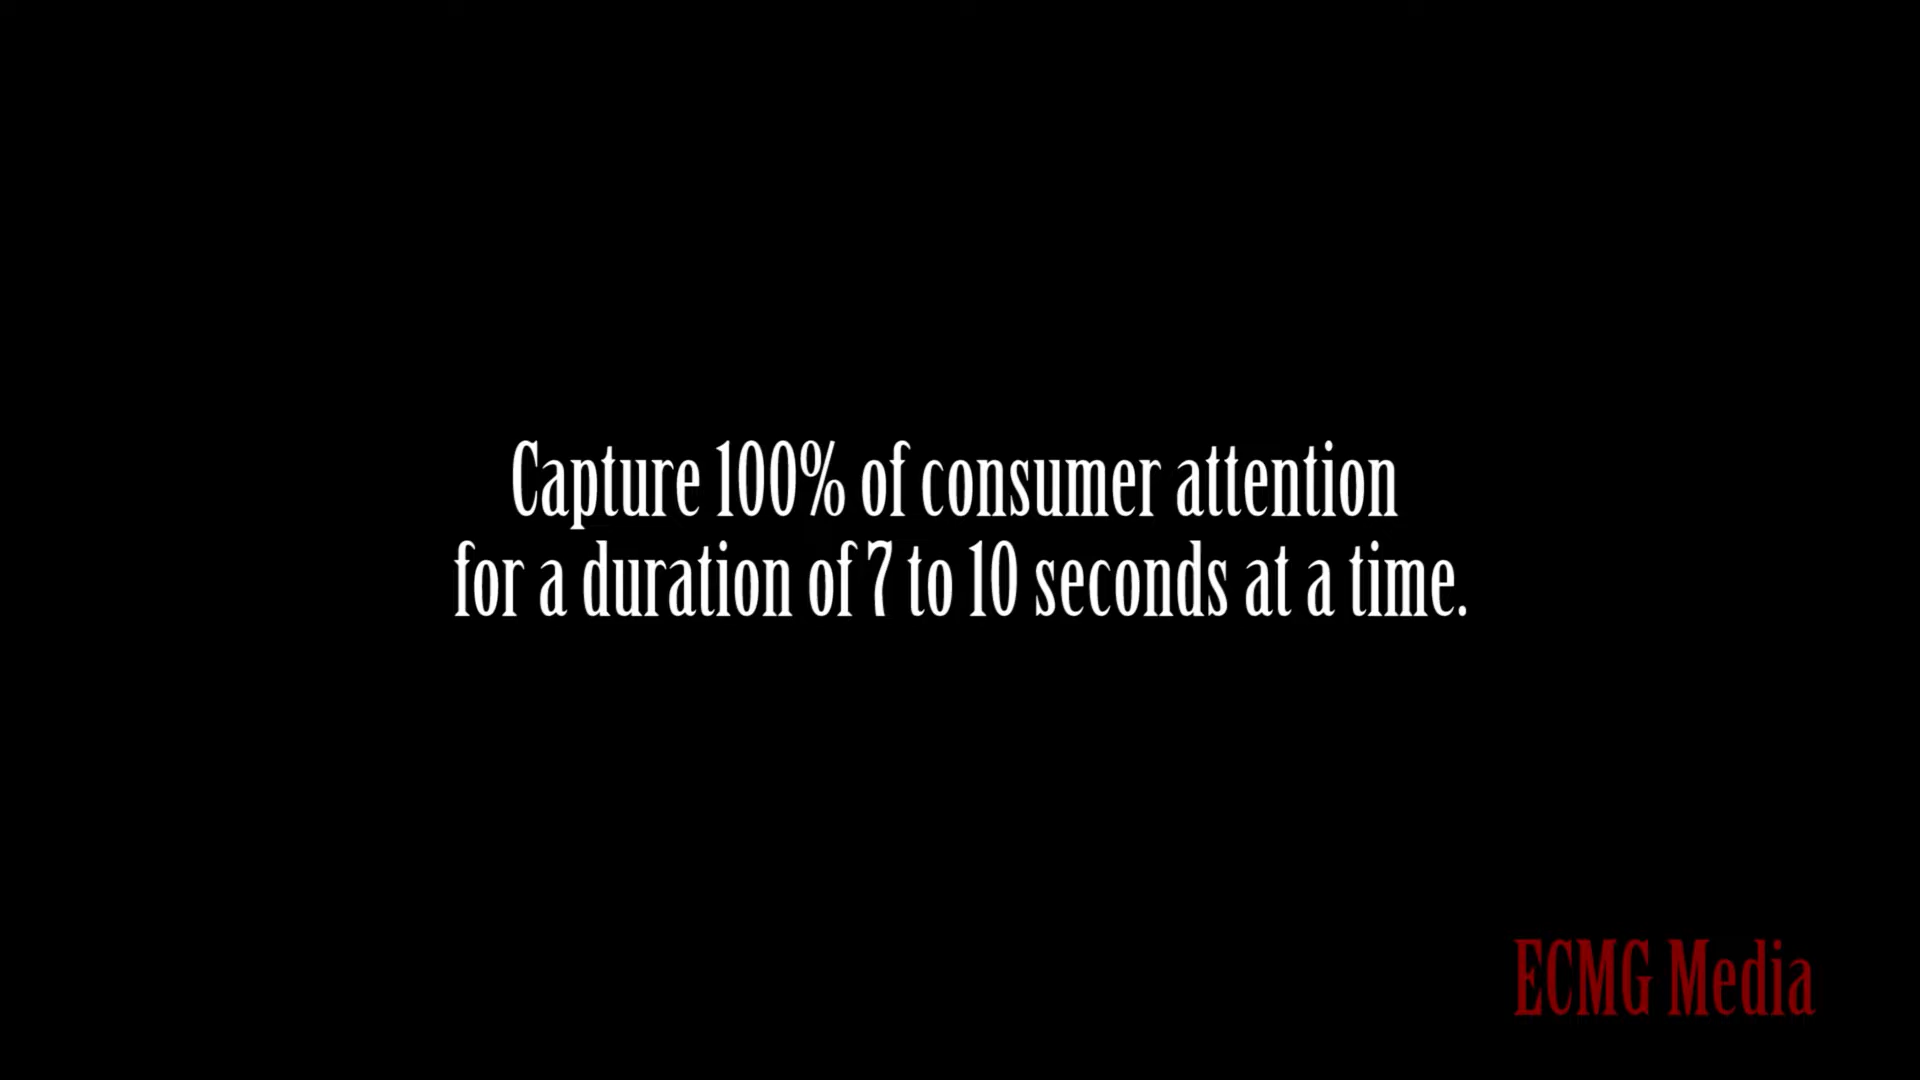 Capture 100% of consumer attention
for a duration of 7 to 10 seconds at a time.
ECMG Media